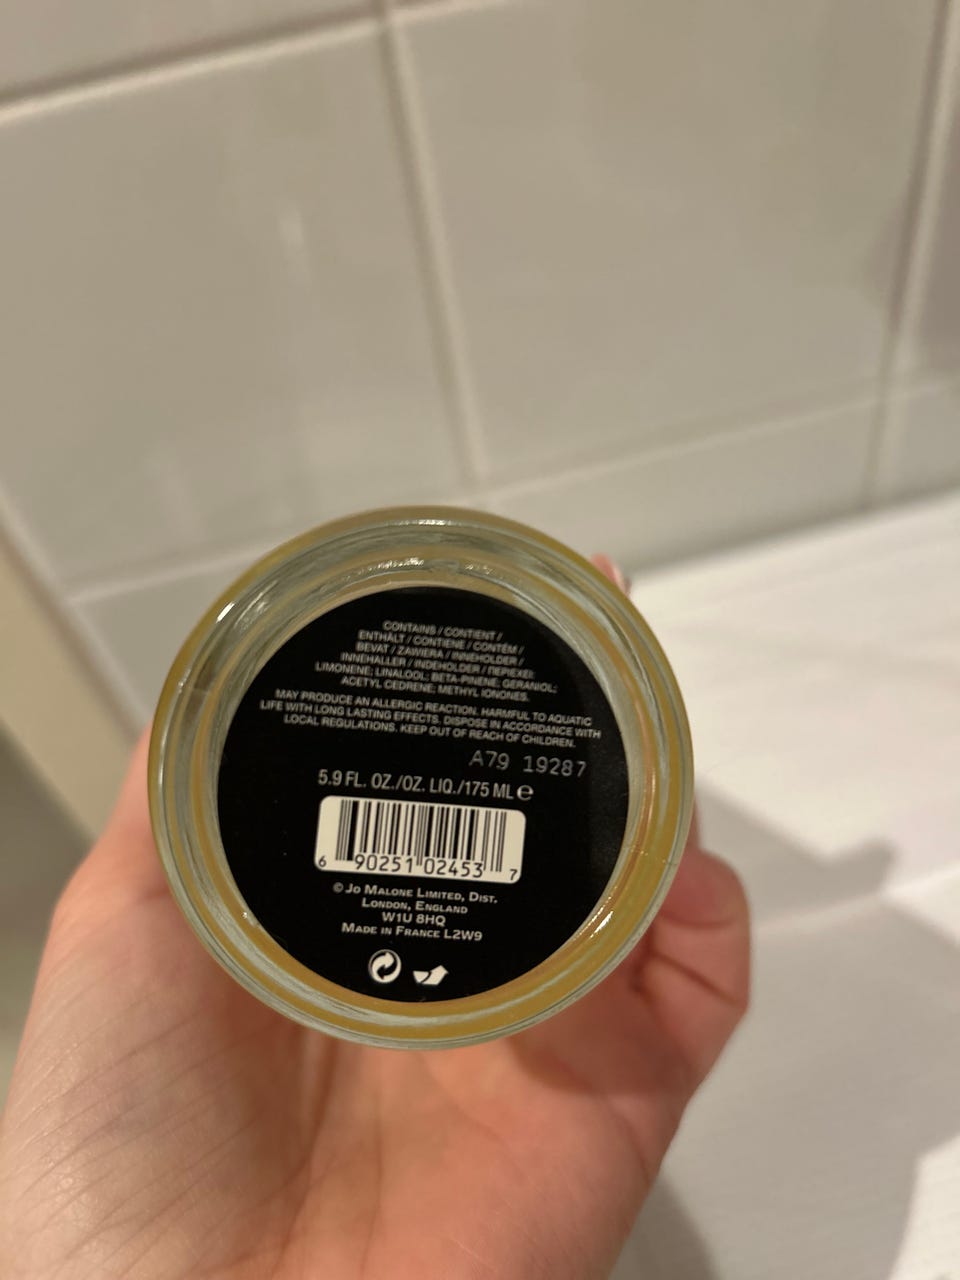 CONTAINS / CONTIENT /
ENTHÄLT / CONTIENE / CONTÉM /
BEVAT / ZAWIERA / INNEHOLDER /
INNEHALLER / INDEHOLDER / ΠΕΡΙΕΧΕΙ:
LIMONENE; LINALOOL; BETA-PINENE; GERANIOL;
ACETYL CEDRENE; METHYL IONONES.
MAY PRODUCE AN ALLERGIC REACTION. HARMFUL TO AQUATIC
LIFE WITH LONG LASTING EFFECTS. DISPOSE IN ACCORDANCE WITH
LOCAL REGULATIONS. KEEP OUT OF REACH OF CHILDREN.
A79 19287
5.9 FL. OZ./OZ. LIQ./175 ML ℮
6 90251 02453 7
© JO MALONE LIMITED, DIST.
LONDON, ENGLAND
W1U 8HQ
MADE IN FRANCE L2W9